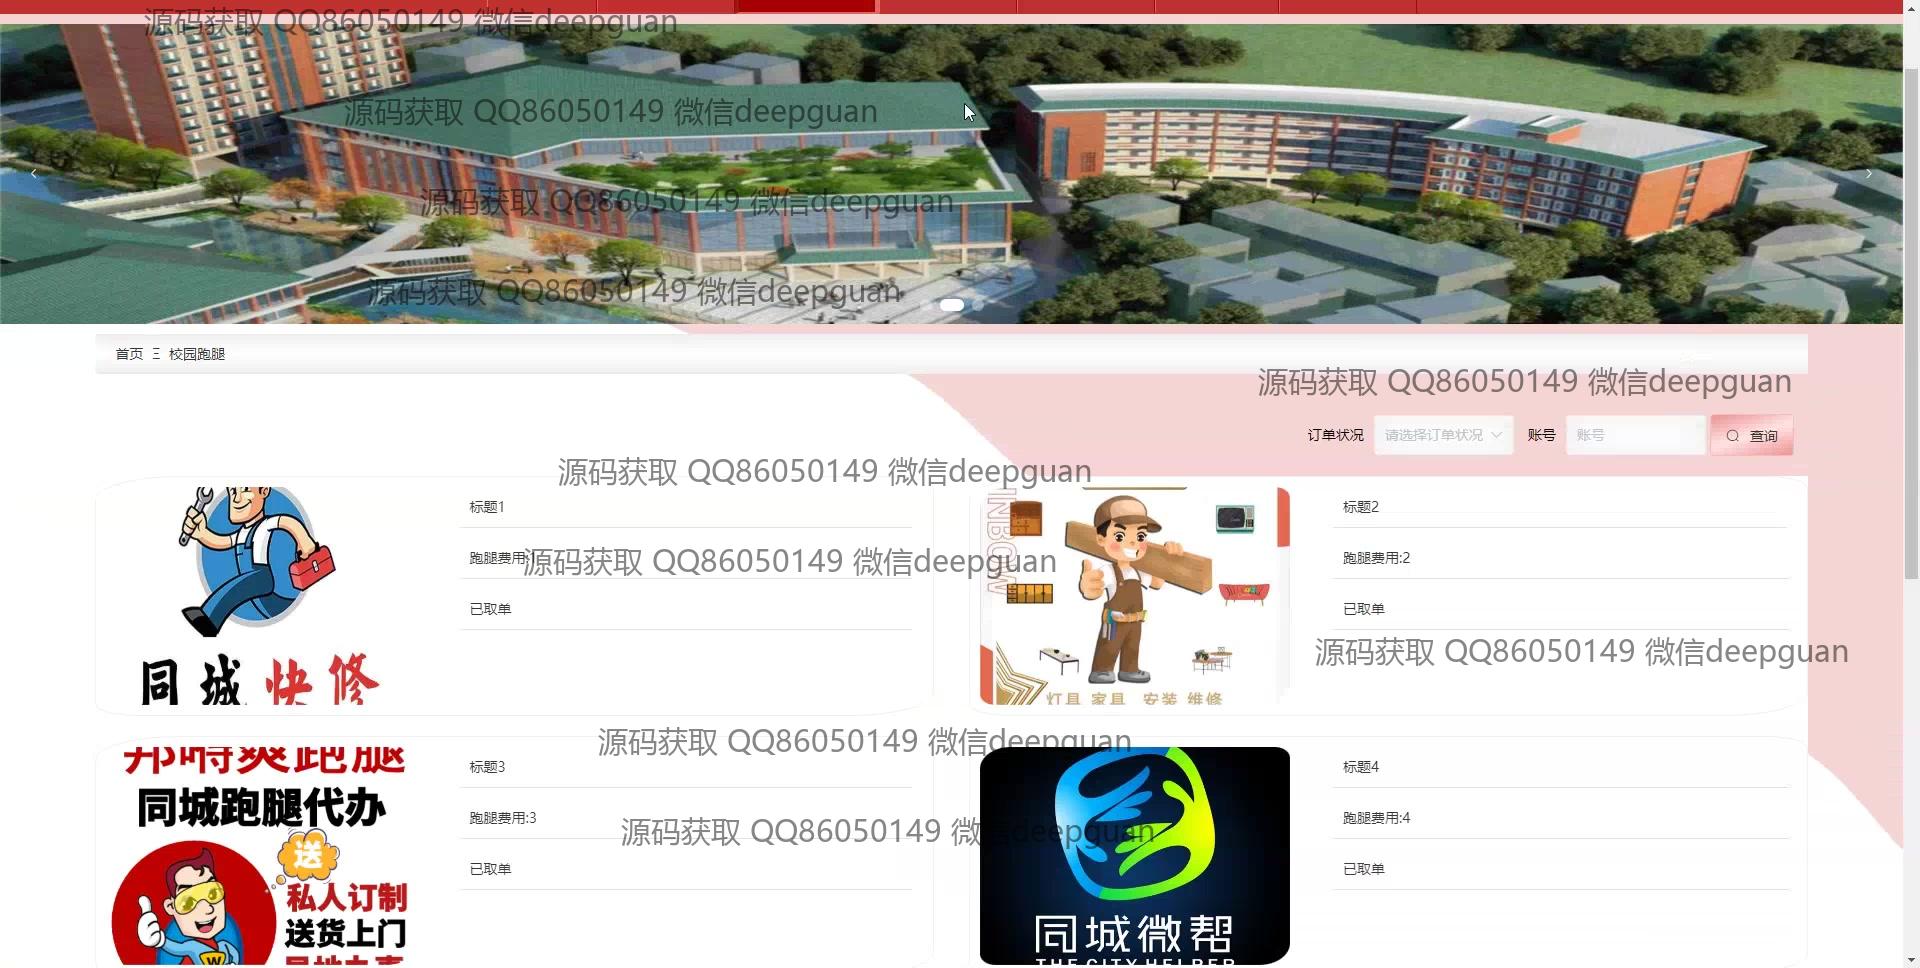 源码获取 QQ86050149 微信deepguan
源码获取 QQ86050149 微信deepguan
源码获取 QQ86050149 微信deepguan
源码获取 QQ86050149 微信deepguan
首页 Ξ 校园跑腿
源码获取 QQ86050149 微信deepguan
订单状况 请选择订单状况 账号 账号 查询
源码获取 QQ86050149 微信deepguan
标题1
跑腿费用:1
已取单
同城快修
源码获取 QQ86050149 微信deepguan
INBOW
灯具 家具 安装 维修
标题2
跑腿费用:2
已取单
源码获取 QQ86050149 微信deepguan
源码获取 QQ86050149 微信deepguan
邦时爽跑腿
同城跑腿代办
送
私人订制
送货上门
W
标题3
跑腿费用:3
已取单
源码获取 QQ86050149 微信deepguan
同城微帮
THE CITY HELPER
标题4
跑腿费用:4
已取单